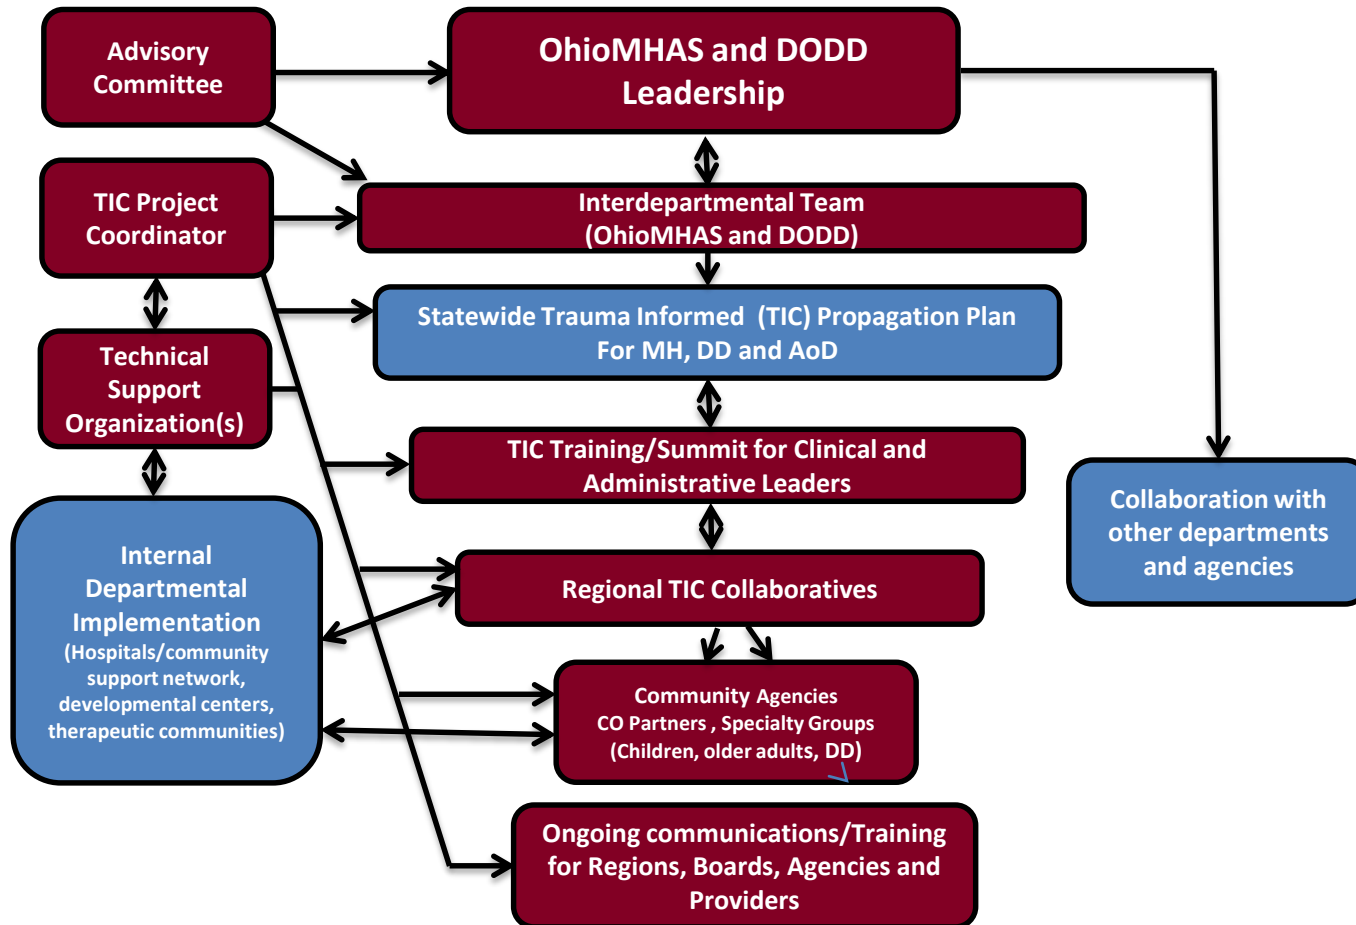 Advisory
Committee
OhioMHAS and DODD
Leadership
TIC Project
Coordinator
Interdepartmental Team
(OhioMHAS and DODD)
Statewide Trauma Informed (TIC) Propagation Plan
For MH, DD and AoD
Technical
Support
Organization(s)
TIC Training/Summit for Clinical and
Administrative Leaders
Collaboration with
other departments
and agencies
Internal
Departmental
Implementation
(Hospitals/community
support network,
developmental centers,
therapeutic communities)
Regional TIC Collaboratives
Community Agencies
CO Partners , Specialty Groups
(Children, older adults, DD)
Ongoing communications/Training
for Regions, Boards, Agencies and
Providers